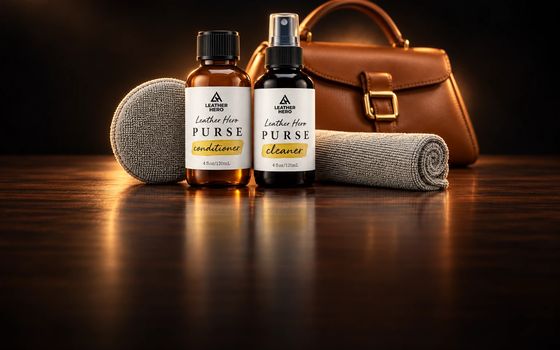 LEATHER
HERO
Leather Hero
PURSE
conditioner
4 fl oz/120mL
LEATHER
HERO
Leather Hero
PURSE
cleaner
4 fl oz/120mL